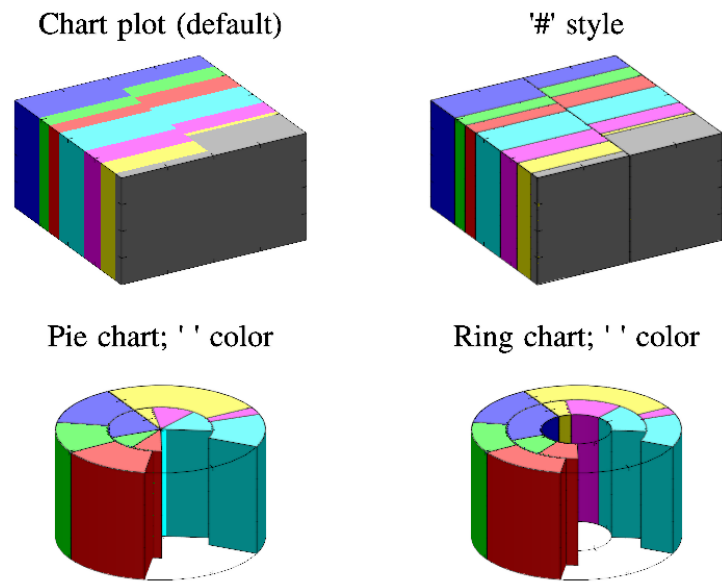 Chart plot (default)
'#' style
Pie chart; ' ' color
Ring chart; ' ' color